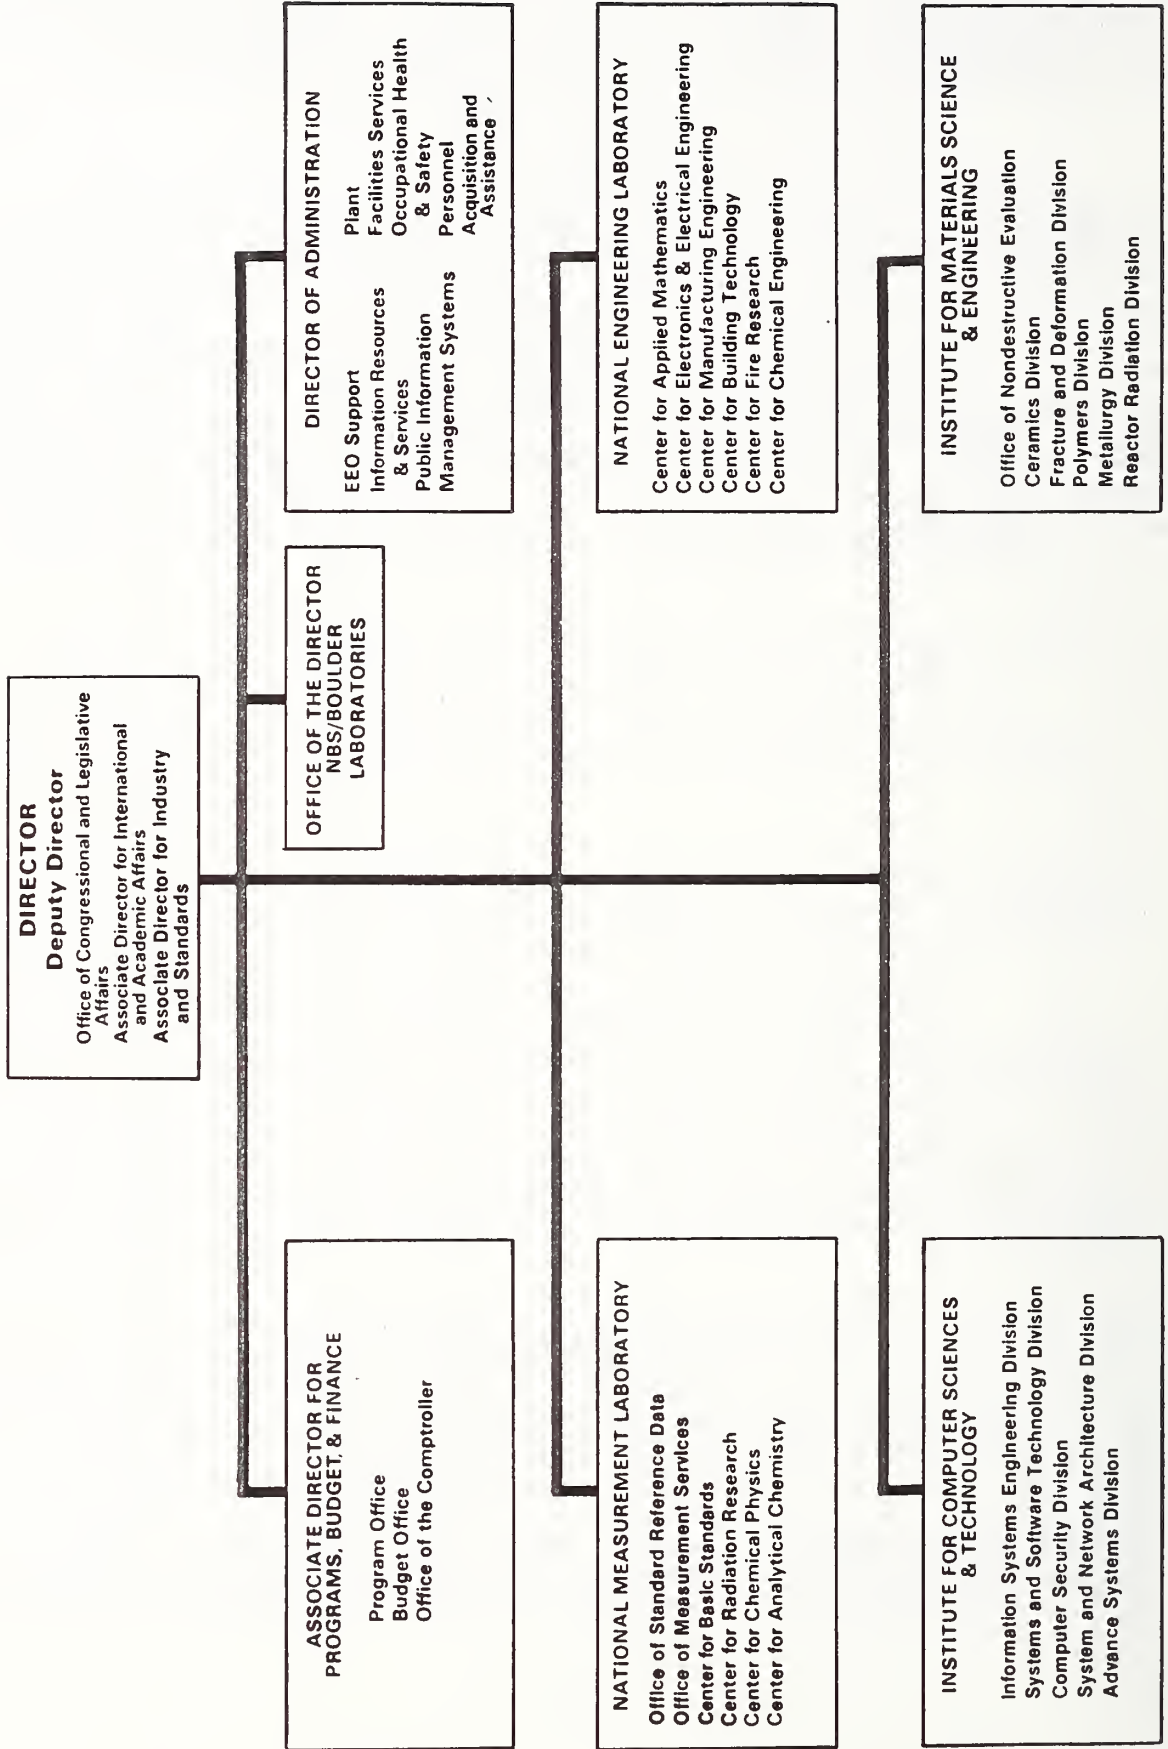 DIRECTOR
Deputy Director
Office of Congressional and Legislative
Affairs
Associate Director for International
and Academic Affairs
Associate Director for Industry
and Standards
ASSOCIATE DIRECTOR FOR
PROGRAMS, BUDGET, & FINANCE
Program Office
Budget Office
Office of the Comptroller
OFFICE OF THE DIRECTOR
NBS/BOULDER
LABORATORIES
DIRECTOR OF ADMINISTRATION
EEO Support
Information Resources
& Services
Public Information
Management Systems
Plant
Facilities Services
Occupational Health
& Safety
Personnel
Acquisition and
Assistance
NATIONAL MEASUREMENT LABORATORY
Office of Standard Reference Data
Office of Measurement Services
Center for Basic Standards
Center for Radiation Research
Center for Chemical Physics
Center for Analytical Chemistry
NATIONAL ENGINEERING LABORATORY
Center for Applied Mathematics
Center for Electronics & Electrical Engineering
Center for Manufacturing Engineering
Center for Building Technology
Center for Fire Research
Center for Chemical Engineering
INSTITUTE FOR COMPUTER SCIENCES
& TECHNOLOGY
Information Systems Engineering Division
Systems and Software Technology Division
Computer Security Division
System and Network Architecture Division
Advance Systems Division
INSTITUTE FOR MATERIALS SCIENCE
& ENGINEERING
Office of Nondestructive Evaluation
Ceramics Division
Fracture and Deformation Division
Polymers Division
Metallurgy Division
Reactor Radiation Division